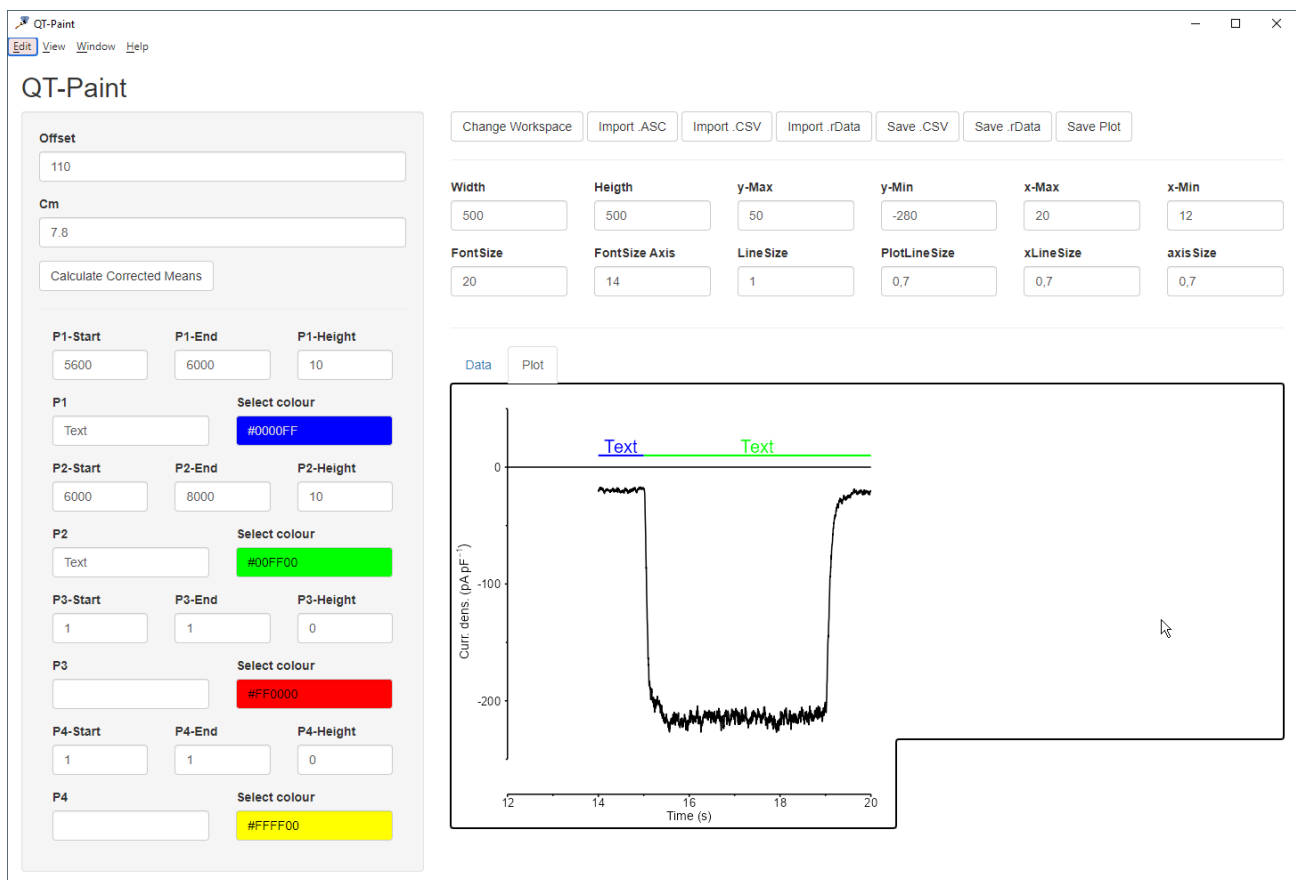 QT-Paint
Edit View Window Help
QT-Paint
Offset
110
Cm
7.8
Calculate Corrected Means
P1-Start P1-End P1-Height
5600 6000 10
P1 Select colour
Text #0000FF
P2-Start P2-End P2-Height
6000 8000 10
P2 Select colour
Text #00FF00
P3-Start P3-End P3-Height
1 1 0
P3 Select colour
#FF0000
P4-Start P4-End P4-Height
1 1 0
P4 Select colour
#FFFF00
Change Workspace Import .ASC Import .CSV Import .rData Save .CSV Save .rData Save Plot
Width Heigth y-Max y-Min x-Max x-Min
500 500 50 -280 20 12
FontSize FontSize Axis LineSize PlotLineSize xLineSize axisSize
20 14 1 0,7 0,7 0,7
Data Plot
Text Text
0
-100
-200
Curr. dens. (pA pF⁻¹)
12 14 16 18 20
Time (s)